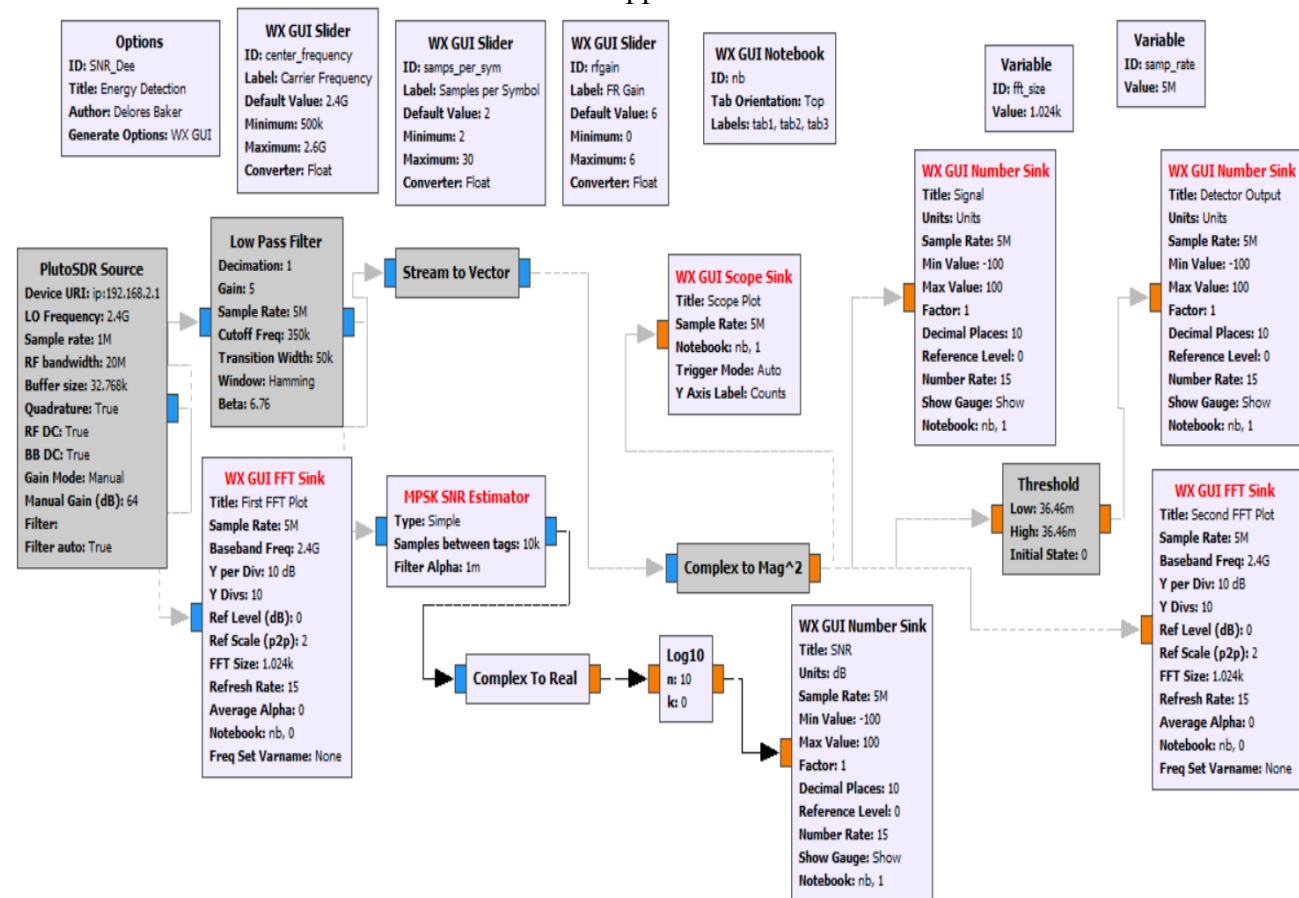 Options
ID: SNR_Dee
Title: Energy Detection
Author: Delores Baker
Generate Options: WX GUI
WX GUI Slider
ID: center_frequency
Label: Carrier Frequency
Default Value: 2.4G
Minimum: 500k
Maximum: 2.6G
Converter: Float
WX GUI Slider
ID: samps_per_sym
Label: Samples per Symbol
Default Value: 2
Minimum: 2
Maximum: 30
Converter: Float
WX GUI Slider
ID: rfgain
Label: FR Gain
Default Value: 6
Minimum: 0
Maximum: 6
Converter: Float
WX GUI Notebook
ID: nb
Tab Orientation: Top
Labels: tab1, tab2, tab3
Variable
ID: fft_size
Value: 1.024k
Variable
ID: samp_rate
Value: 5M
PlutoSDR Source
Device URI: ip:192.168.2.1
LO Frequency: 2.4G
Sample rate: 1M
RF bandwidth: 20M
Buffer size: 32.768k
Quadrature: True
RF DC: True
BB DC: True
Gain Mode: Manual
Manual Gain (dB): 64
Filter:
Filter auto: True
Low Pass Filter
Decimation: 1
Gain: 5
Sample Rate: 5M
Cutoff Freq: 350k
Transition Width: 50k
Window: Hamming
Beta: 6.76
Stream to Vector
WX GUI Scope Sink
Title: Scope Plot
Sample Rate: 5M
Notebook: nb, 1
Trigger Mode: Auto
Y Axis Label: Counts
WX GUI Number Sink
Title: Signal
Units: Units
Sample Rate: 5M
Min Value: -100
Max Value: 100
Factor: 1
Decimal Places: 10
Reference Level: 0
Number Rate: 15
Show Gauge: Show
Notebook: nb, 1
WX GUI Number Sink
Title: Detector Output
Units: Units
Sample Rate: 5M
Min Value: -100
Max Value: 100
Factor: 1
Decimal Places: 10
Reference Level: 0
Number Rate: 15
Show Gauge: Show
Notebook: nb, 1
WX GUI FFT Sink
Title: First FFT Plot
Sample Rate: 5M
Baseband Freq: 2.4G
Y per Div: 10 dB
Y Divs: 10
Ref Level (dB): 0
Ref Scale (p2p): 2
FFT Size: 1.024k
Refresh Rate: 15
Average Alpha: 0
Notebook: nb, 0
Freq Set Varname: None
MPSK SNR Estimator
Type: Simple
Samples between tags: 10k
Filter Alpha: 1m
Complex to Mag^2
Threshold
Low: 36.46m
High: 36.46m
Initial State: 0
WX GUI FFT Sink
Title: Second FFT Plot
Sample Rate: 5M
Baseband Freq: 2.4G
Y per Div: 10 dB
Y Divs: 10
Ref Level (dB): 0
Ref Scale (p2p): 2
FFT Size: 1.024k
Refresh Rate: 15
Average Alpha: 0
Notebook: nb, 0
Freq Set Varname: None
Complex To Real
Log10
n: 10
k: 0
WX GUI Number Sink
Title: SNR
Units: dB
Sample Rate: 5M
Min Value: -100
Max Value: 100
Factor: 1
Decimal Places: 10
Reference Level: 0
Number Rate: 15
Show Gauge: Show
Notebook: nb, 1